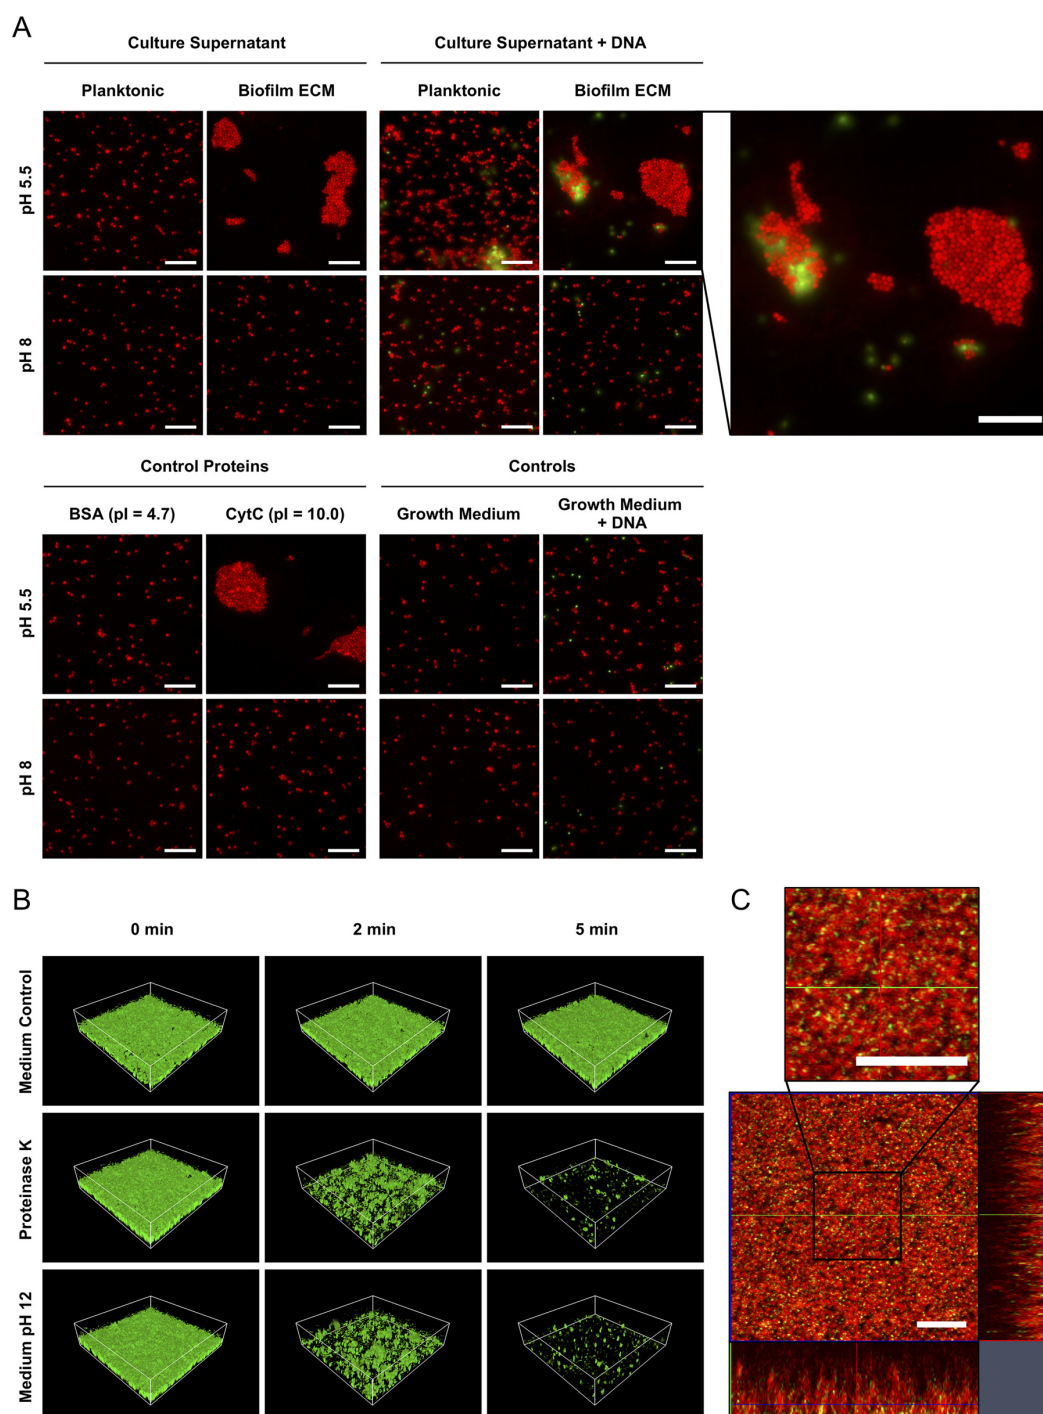 A
Culture Supernatant
Culture Supernatant + DNA
Planktonic
Biofilm ECM
Planktonic
Biofilm ECM
pH 5.5
pH 8
Control Proteins
Controls
BSA (pI = 4.7)
CytC (pI = 10.0)
Growth Medium
Growth Medium
+ DNA
pH 5.5
pH 8
B
0 min
2 min
5 min
Medium Control
Proteinase K
Medium pH 12
C